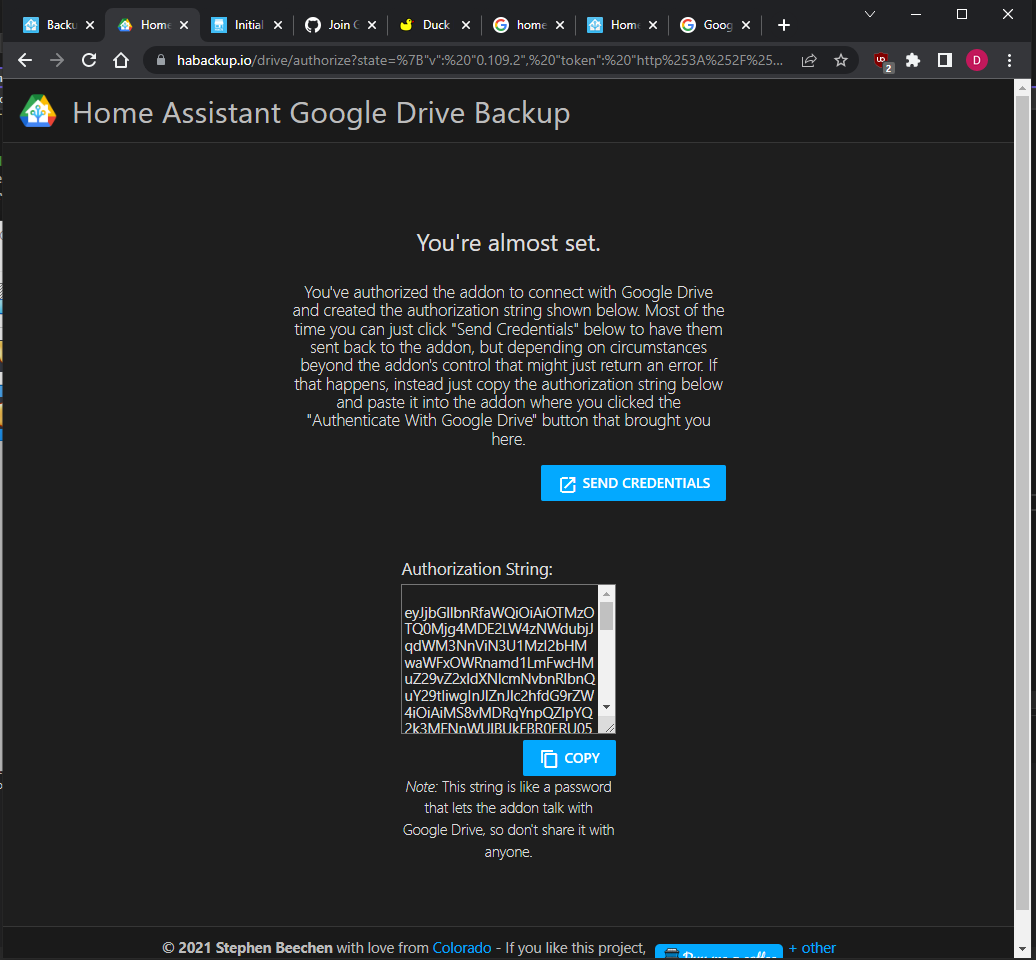 Backu
Home
Initial
Join G
Duck
home
Home
Goog
habackup.io/drive/authorize?state=%7B"v":%20"0.109.2",%20"token":%20"http%253A%252F%25...
UD
2
D
Home Assistant Google Drive Backup
You're almost set.
You've authorized the addon to connect with Google Drive
and created the authorization string shown below. Most of the
time you can just click "Send Credentials" below to have them
sent back to the addon, but depending on circumstances
beyond the addon's control that might just return an error. If
that happens, instead just copy the authorization string below
and paste it into the addon where you clicked the
"Authenticate With Google Drive" button that brought you
here.
SEND CREDENTIALS
Authorization String:
eyJjbGllbnRfaWQiOiAiOTMzO
TQ0Mjg4MDE2LW4zNWdubjJ
qdWM3NnViN3U1Mzl2bHM
waWFxOWRnamd1LmFwcHM
uZ29vZ2xldXNlcmNvbnRlbnQ
uY29tIiwgInJlZnJlc2hfdG9rZW
4iOiAiMS8vMDRqYnpQZlpYQ
COPY
Note: This string is like a password
that lets the addon talk with
Google Drive, so don't share it with
anyone.
© 2021 Stephen Beechen with love from Colorado - If you like this project, + other